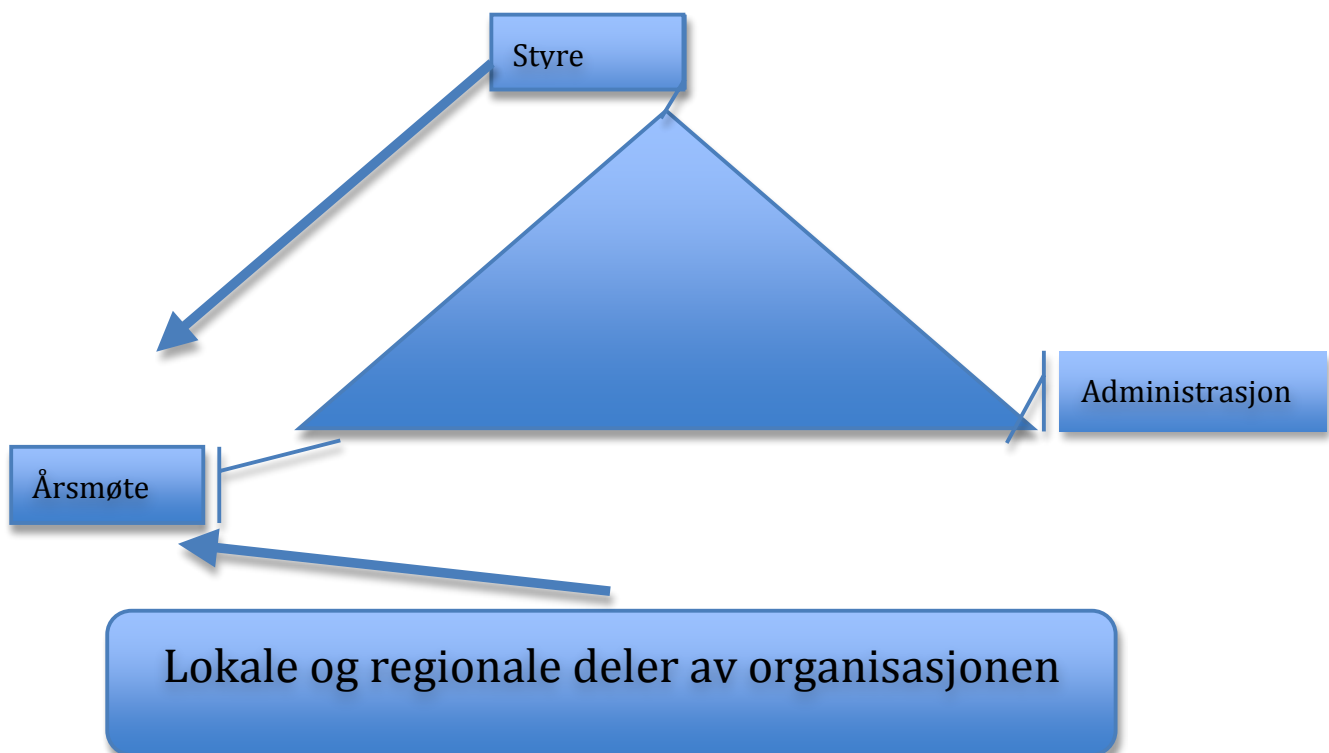 Styre
Administrasjon
Årsmøte
Lokale og regionale deler av organisasjonen